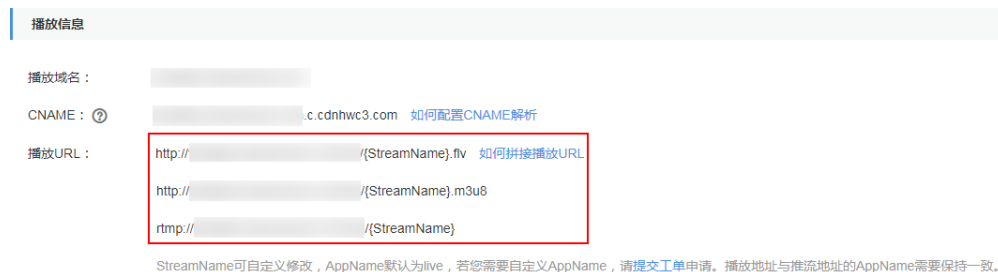 播放信息
播放域名：
CNAME： ? .c.cdnhwc3.com 如何配置CNAME解析
播放URL： http:// /{StreamName}.flv 如何拼接播放URL
http:// /{StreamName}.m3u8
rtmp:// /{StreamName}
StreamName可自定义修改，AppName默认为live，若您需要自定义AppName，请提交工单申请。播放地址与推流地址的AppName需要保持一致。